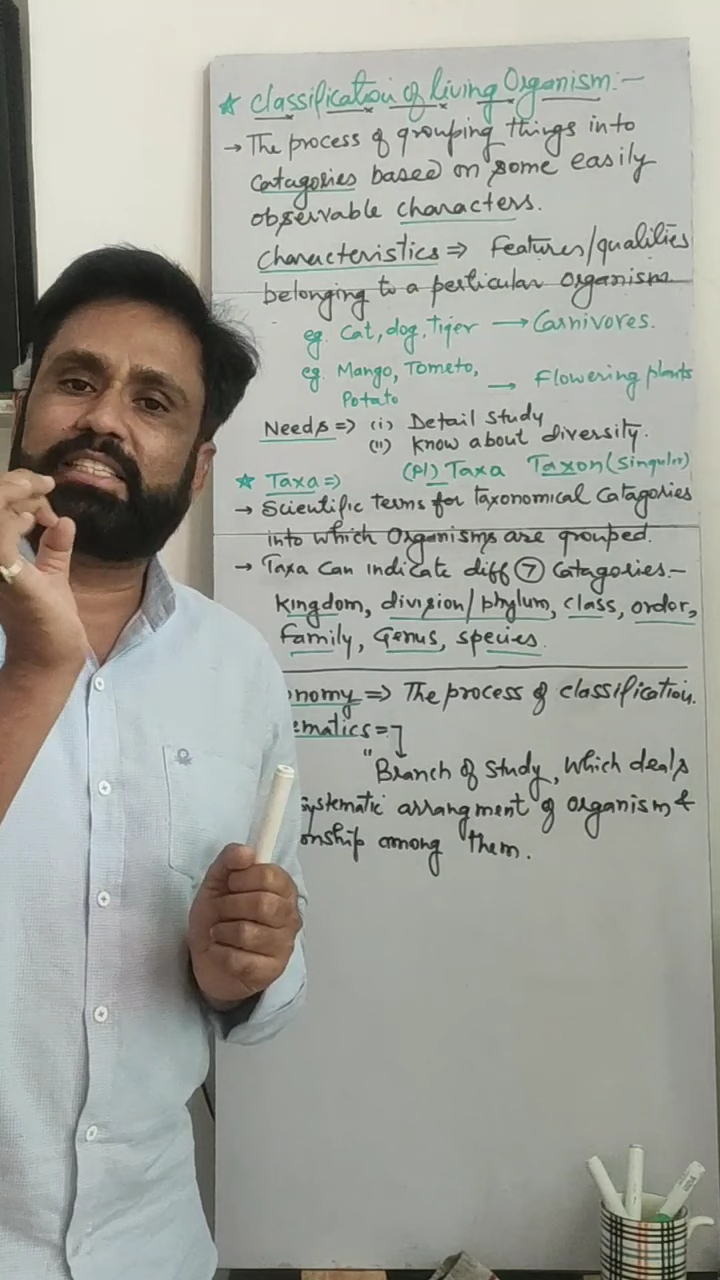 ☆ Classification of living Organism:-
→ The process of grouping things into
Catagories based on some easily
observable characters.
Characteristics ⇒ Features/qualities
belonging to a perticular Organism
eg. Cat, dog, Tiger → Carnivores.
eg. Mango, Tometo,
Potato → Flowering plants
Needs ⇒ (i) Detail study
(ii) Know about diversity.
☆ Taxa ⇒ (Pl) Taxa Taxon (Singular)
→ Scientific Terms for taxonomical Catagories
into which Organisms are grouped.
→ Taxa Can indicate diff ⑦ Catagories:-
Kingdom, division/phylum, class, order,
family, Genus, species.
onomy ⇒ The process of classification.
ematics =
"Branch of study, which deals
systematic arrangment of organism &
onship among them.